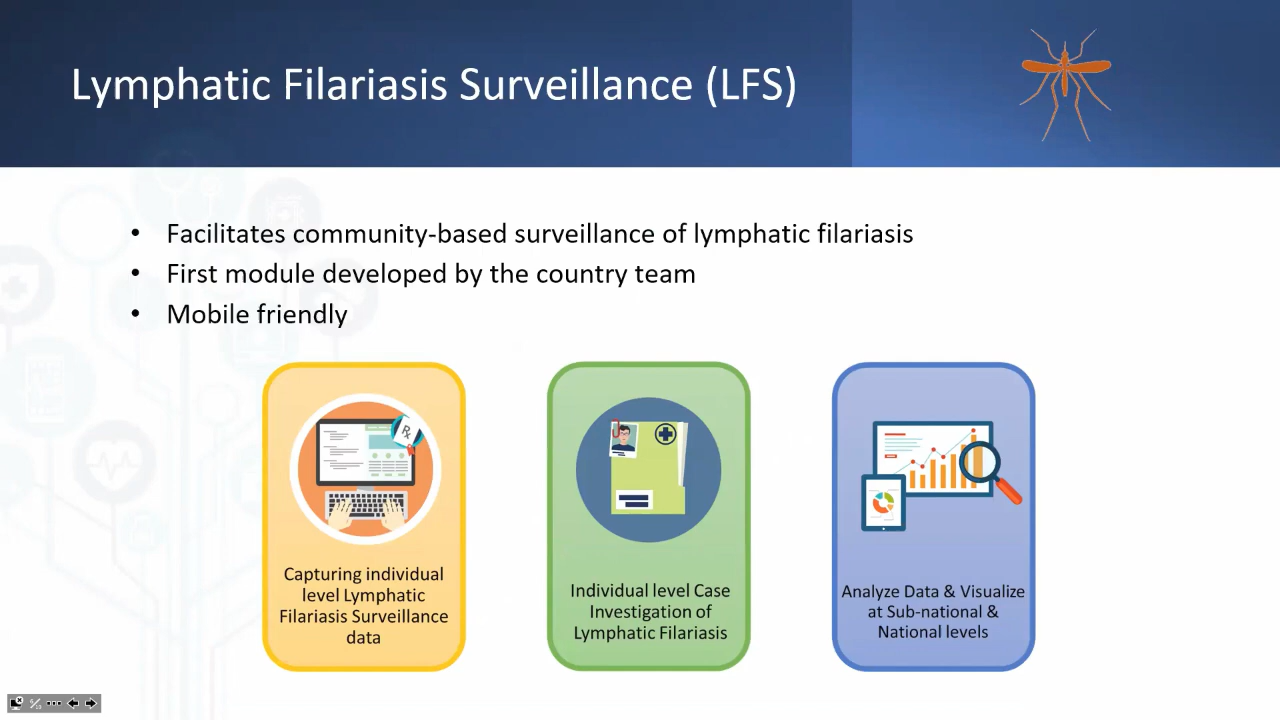 Lymphatic Filariasis Surveillance (LFS)
• Facilitates community-based surveillance of lymphatic filariasis
• First module developed by the country team
• Mobile friendly
Rx
Capturing individual
level Lymphatic
Filariasis Surveillance
data
Individual level Case
Investigation of
Lymphatic Filariasis
Analyze Data & Visualize
at Sub-national &
National levels